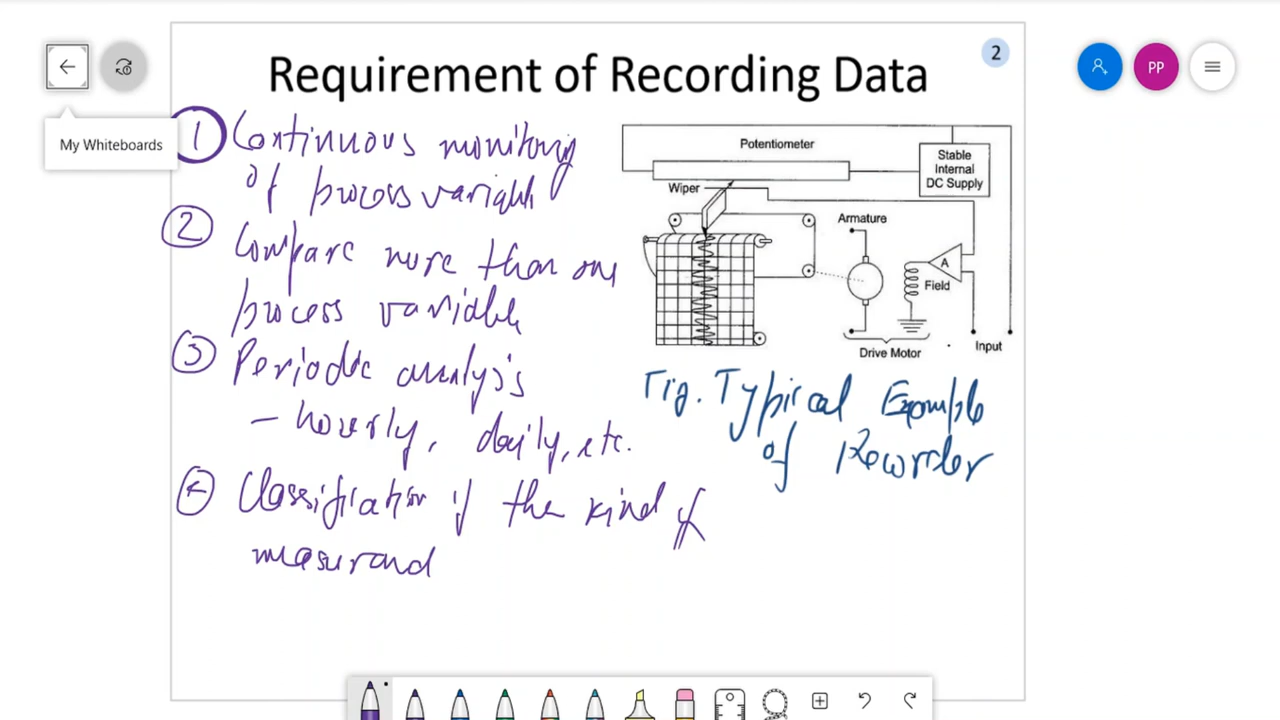 2
Requirement of Recording Data
PP
My Whiteboards
1 Continuous monitoring
of process variable
2 Compare more than one
process variable
3 Periodic analysis
- hourly, daily, etc.
4 Classification of the kind of
measurand
Potentiometer
Stable
Internal
DC Supply
Wiper
Armature
A
Field
Drive Motor
Input
Fig. Typical Example
of Recorder